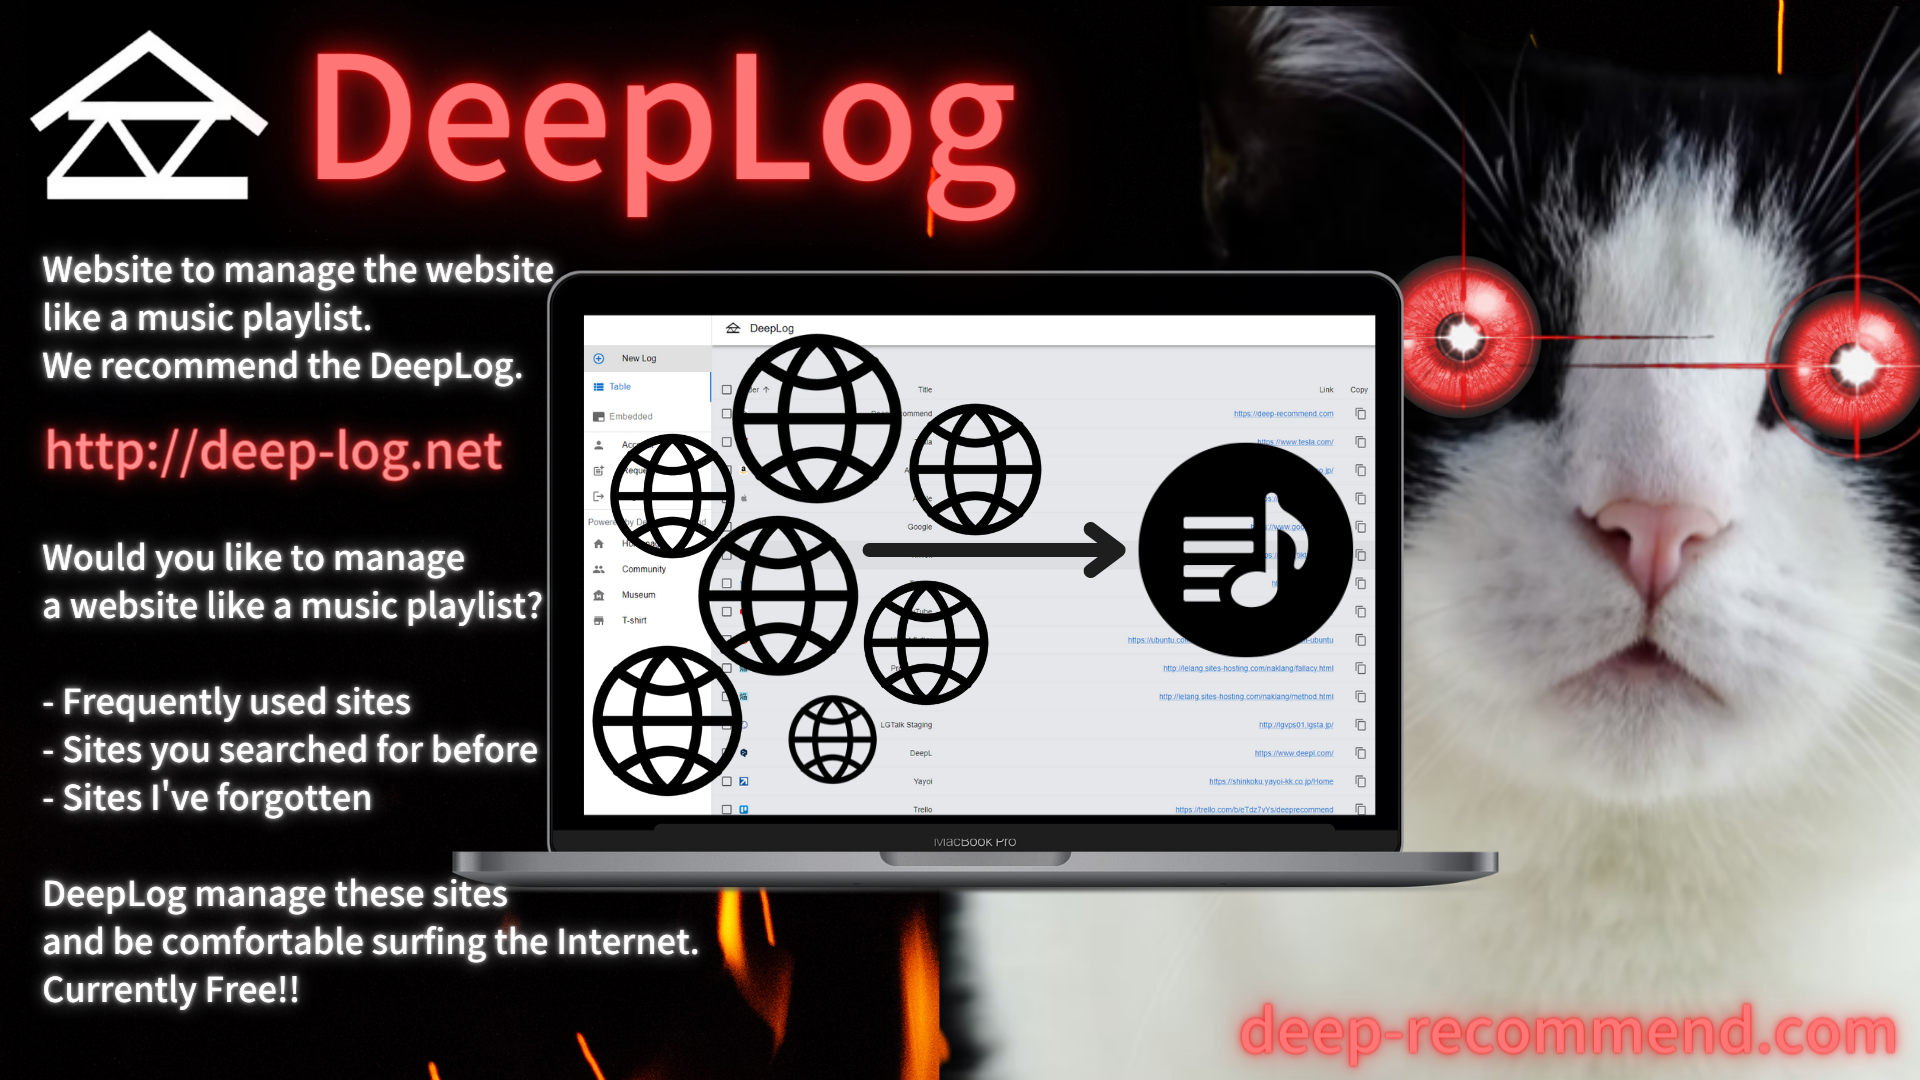 DeepLog
Website to manage the website
like a music playlist.
We recommend the DeepLog.
http://deep-log.net
Would you like to manage
a website like a music playlist?
- Frequently used sites
- Sites you searched for before
- Sites I've forgotten
DeepLog manage these sites
and be comfortable surfing the Internet.
Currently Free!!
DeepLog
New Log
Table
Embedded
Community
Museum
T-shirt
Title
Link
Copy
https://deep-recommend.com
https://www.tesla.com/
Google
http://lelang.sites-hosting.com/naklang/fallacy.html
http://lelang.sites-hosting.com/naklang/method.html
LGTalk Staging
http://lgvps01.lgsta.jp/
DeepL
https://www.deepl.com/
Yayoi
https://shinkoku.yayoi-kk.co.jp/Home
Trello
https://trello.com/b/eTdz7vYs/deeprecommend
MacBook Pro
deep-recommend.com